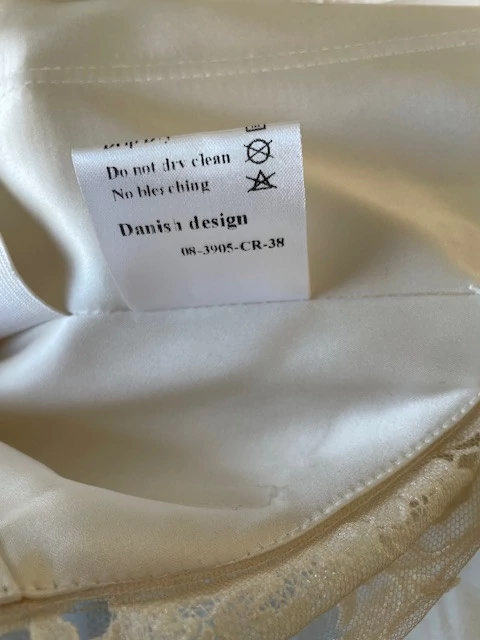 Do not dry clean
No bleaching
Danish design
08-3905-CR-38